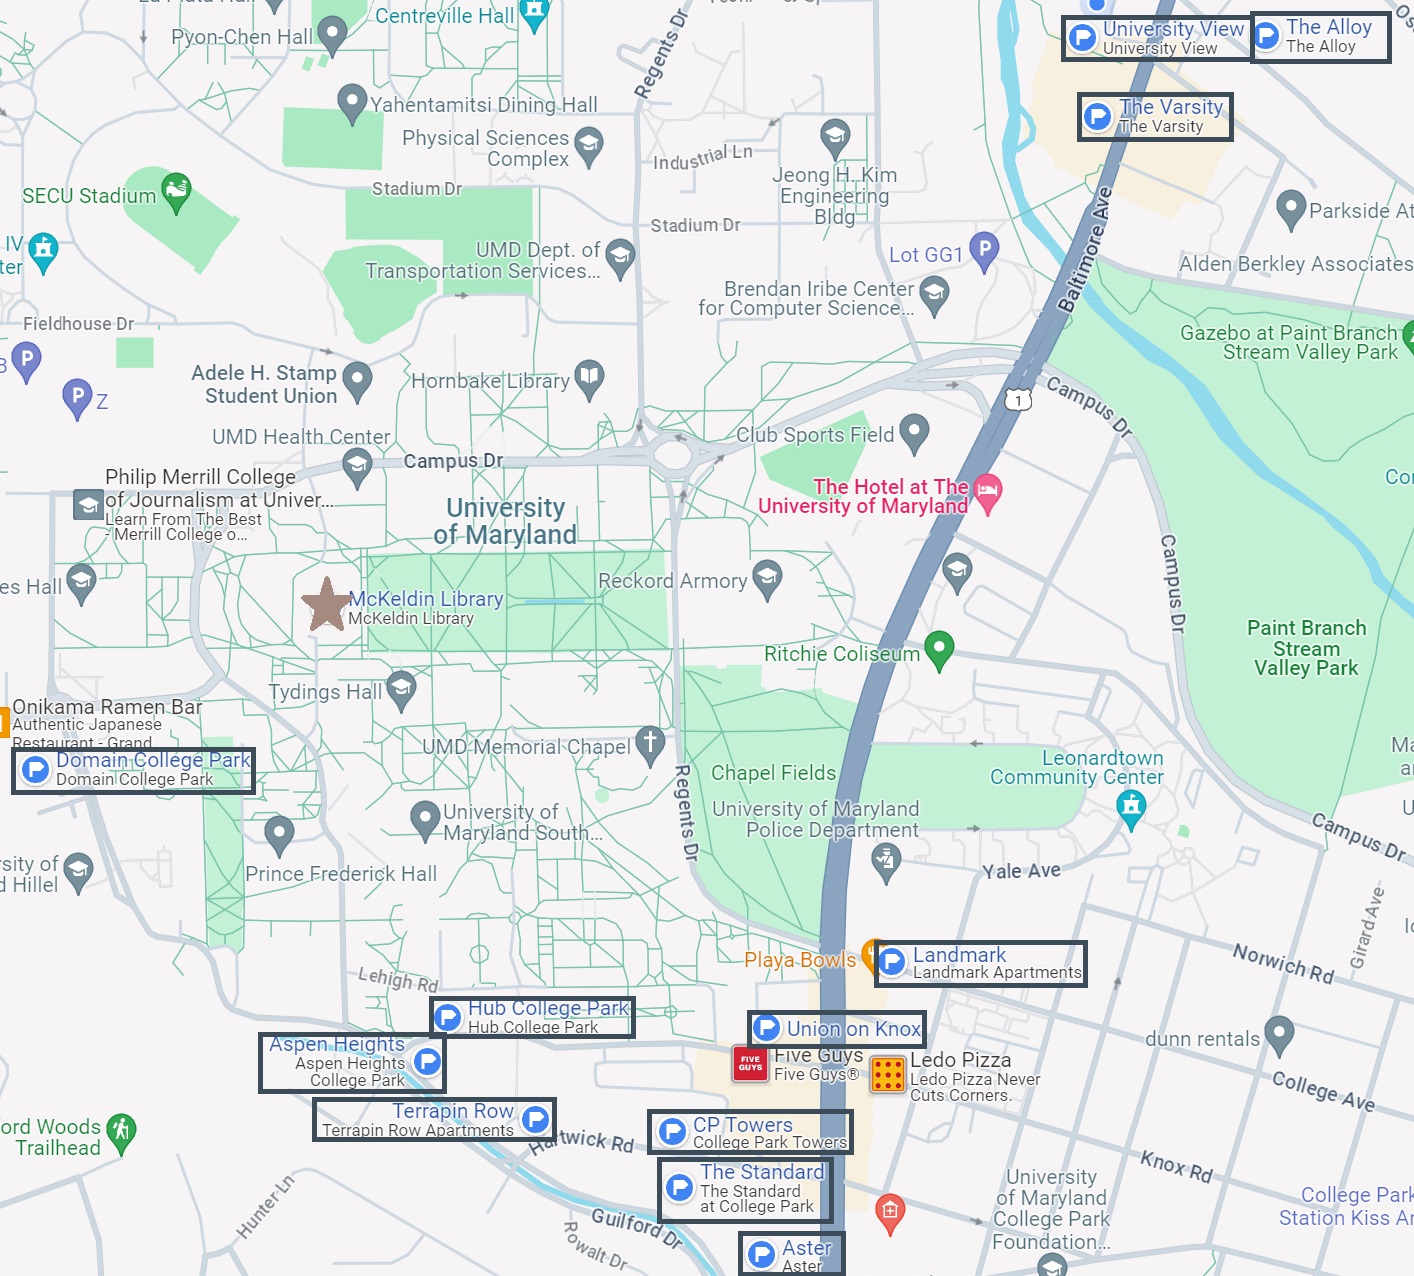 Centreville Hall
Pyon-Chen Hall
Regents Dr
University View
University View
The Alloy
The Alloy
Yahentamitsi Dining Hall
The Varsity
The Varsity
Physical Sciences
Complex
Industrial Ln
Jeong H. Kim
Engineering
Bldg
SECU Stadium
Stadium Dr
Stadium Dr
Baltimore Ave
Parkside At
IV
ter
UMD Dept. of
Transportation Services...
Lot GG1
P
Alden Berkley Associates
Brendan Iribe Center
for Computer Science...
Fieldhouse Dr
Gazebo at Paint Branch
Stream Valley Park
P
P
Z
Adele H. Stamp
Student Union
Hornbake Library
1
Campus Dr
UMD Health Center
Club Sports Field
Campus Dr
Philip Merrill College
of Journalism at Univer...
Learn From The Best
- Merrill College o...
The Hotel at The
University of Maryland
Co
University
of Maryland
Campus Dr
es Hall
Reckord Armory
McKeldin Library
McKeldin Library
Paint Branch
Stream
Valley Park
Ritchie Coliseum
Tydings Hall
Onikama Ramen Bar
Authentic Japanese
Restaurant - Grand
Domain College Park
Domain College Park
UMD Memorial Chapel
Leonardtown
Community Center
Ma
a
Chapel Fields
Regents Dr
University of
Maryland South...
University of Maryland
Police Department
U
Campus Dr
rsity of
d Hillel
Prince Frederick Hall
Yale Ave
Girard Ave
Playa Bowls
Landmark
Landmark Apartments
Norwich Rd
Lehigh Rd
Hub College Park
Hub College Park
Union on Knox
dunn rentals
Aspen Heights
Aspen Heights
College Park
FIVE
GUYS
Five Guys
Five Guys®
Ledo Pizza
Ledo Pizza Never
Cuts Corners.
College Ave
Terrapin Row
Terrapin Row Apartments
ord Woods
Trailhead
Hartwick Rd
CP Towers
College Park Towers
Knox Rd
The Standard
The Standard
at College Park
University
of Maryland
College Park
Foundation...
College Park
Station Kiss Ar
Hunter Ln
Guilford Dr
Rowalt Dr
Aster
Aster